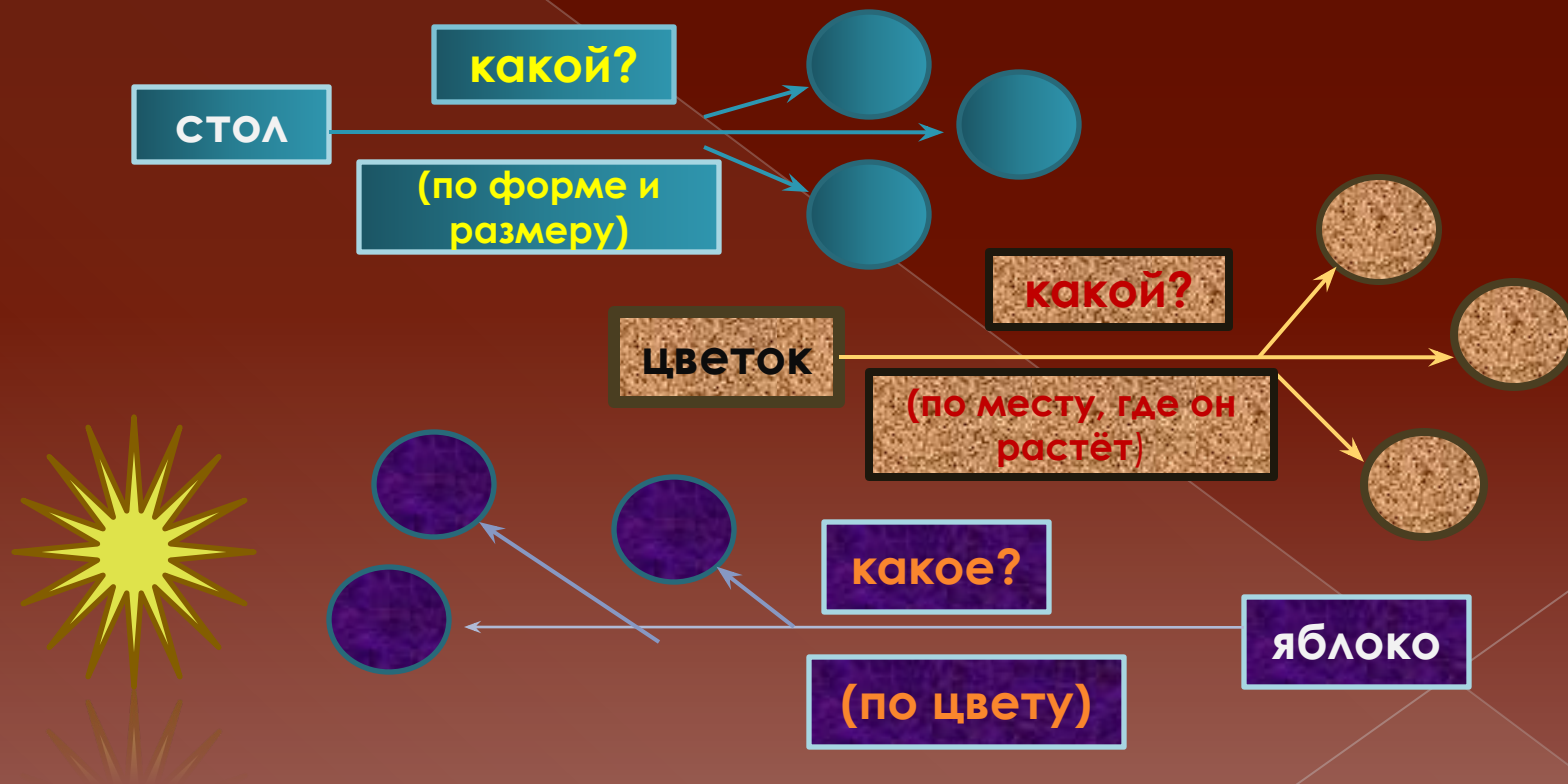 какой?
стол
(по форме и
размеру)
какой?
цветок
(по месту, где он
растёт)
какое?
яблоко
(по цвету)